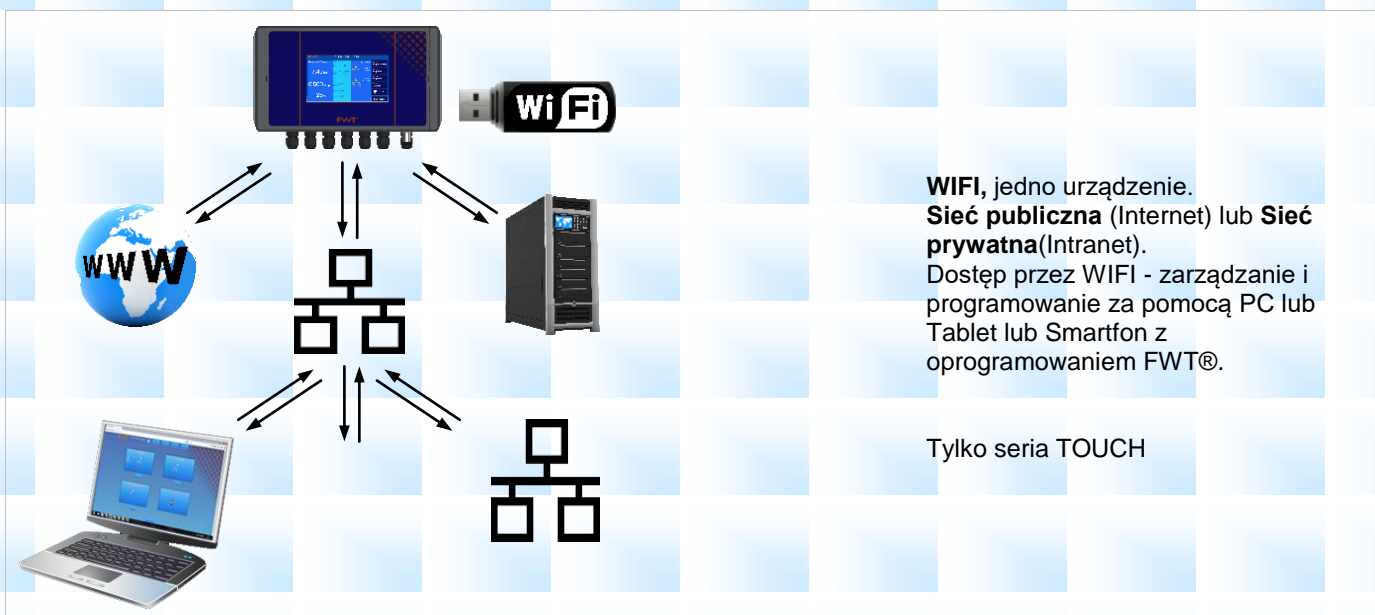 FWT
WiFi
www
WIFI, jedno urządzenie.
Sieć publiczna (Internet) lub Sieć
prywatna(Intranet).
Dostęp przez WIFI - zarządzanie i
programowanie za pomocą PC lub
Tablet lub Smartfon z
oprogramowaniem FWT®.
Tylko seria TOUCH